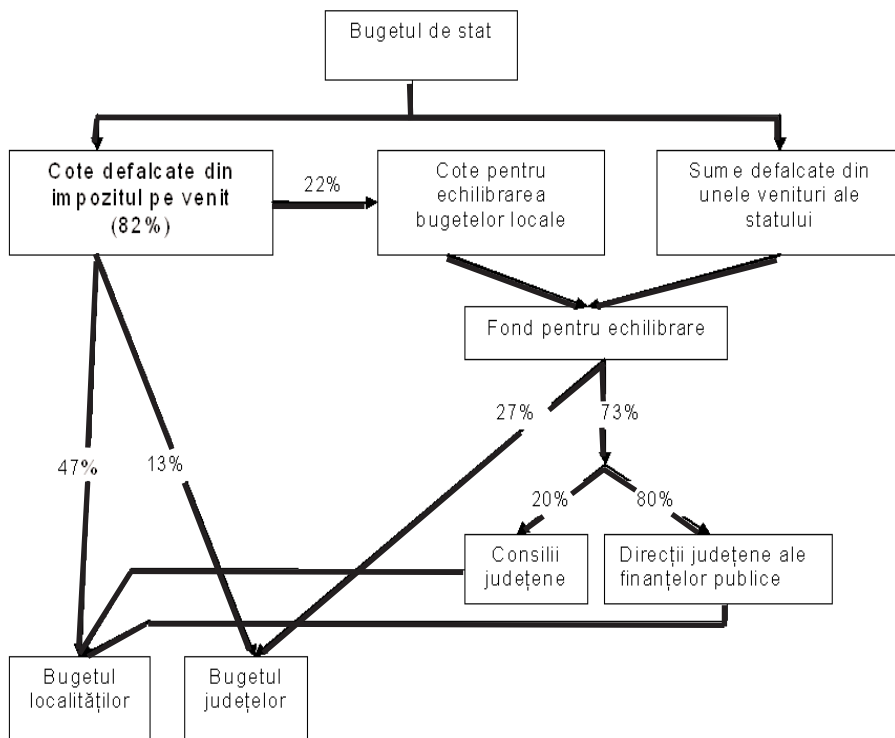 Bugetul de stat
Cote defalcate din
impozitul pe venit
(82%)
22%
Cote pentru
echilibrarea
bugetelor locale
Sume defalcate din
unele venituri ale
statului
Fond pentru echilibrare
27%
73%
47%
13%
20%
80%
Consilii
județene
Direcții județene ale
finanțelor publice
Bugetul
localităților
Bugetul
județelor